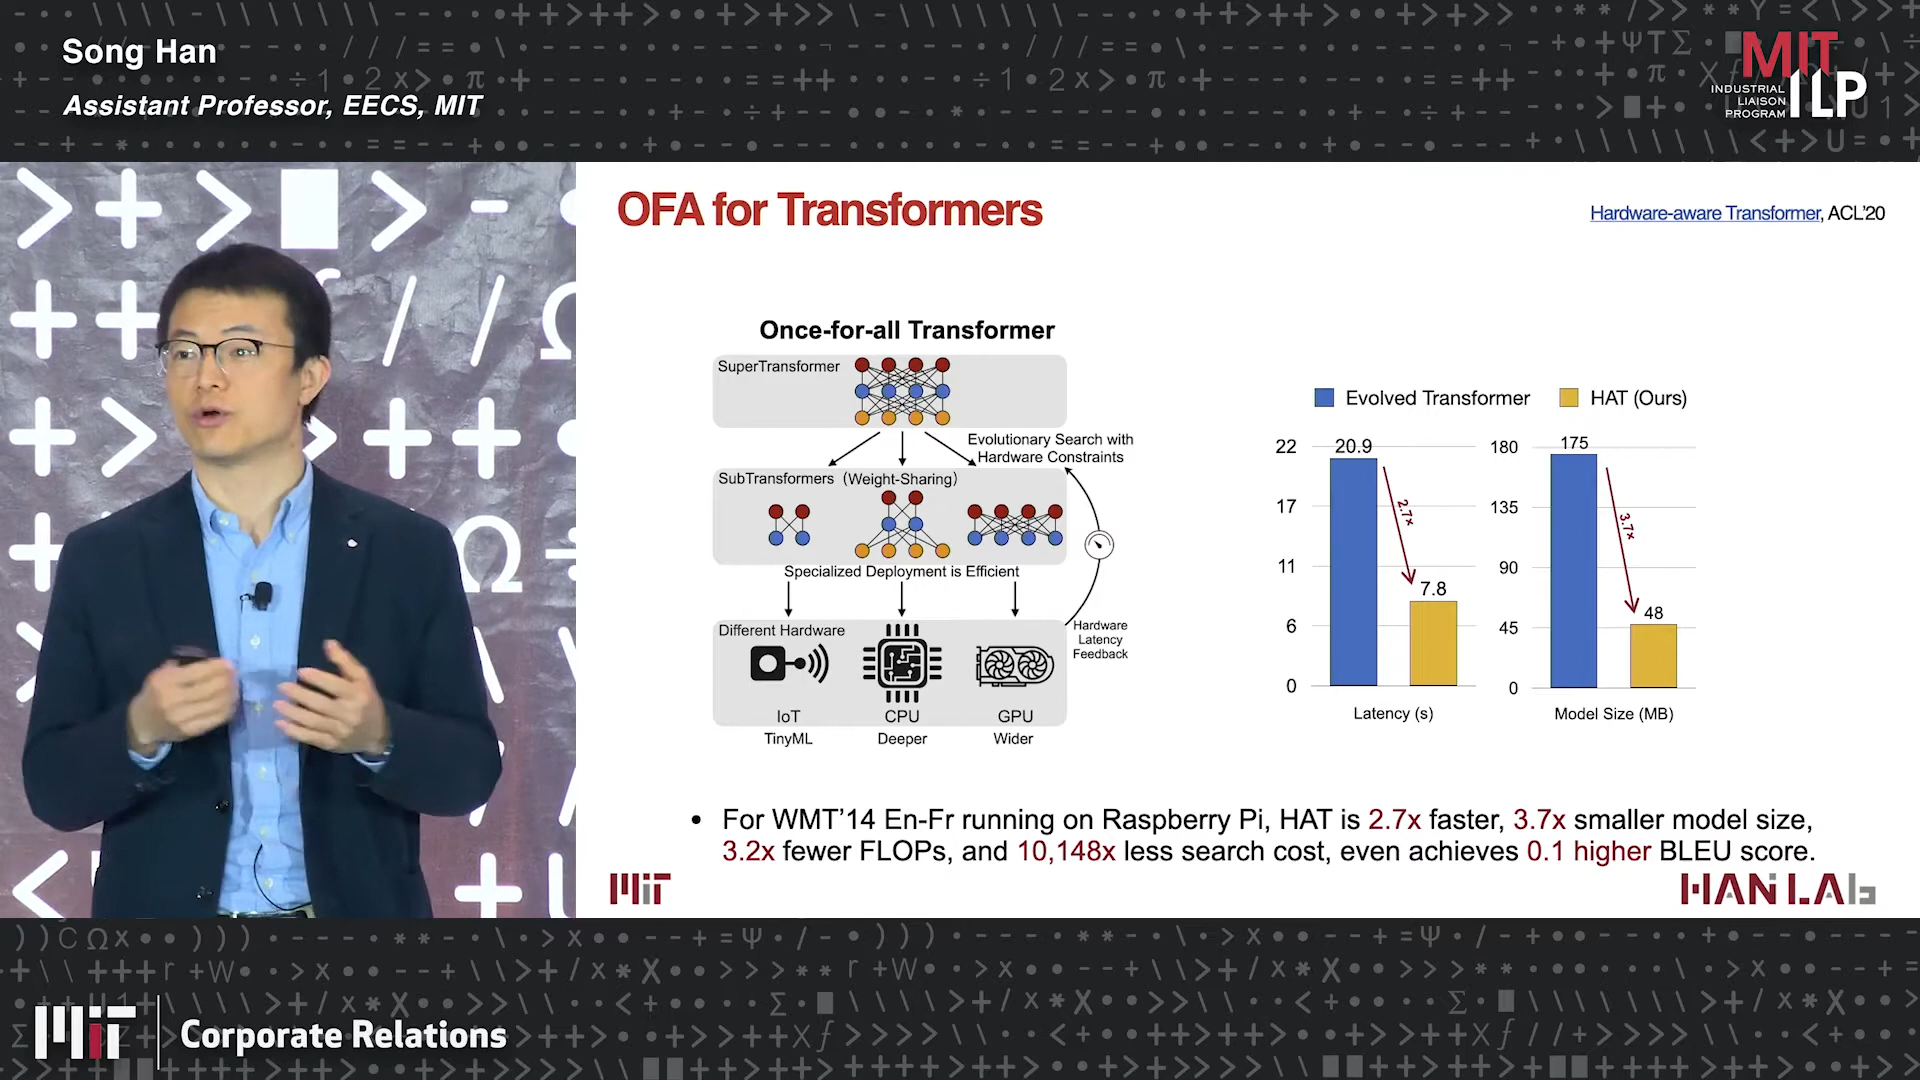 Song Han
Assistant Professor, EECS, MIT
MIT
INDUSTRIAL
LIAISON
PROGRAM
ILP
OFA for Transformers
Hardware-aware Transformer, ACL'20
Once-for-all Transformer
SuperTransformer
Evolutionary Search with
Hardware Constraints
SubTransformers (Weight-Sharing)
Specialized Deployment is Efficient
Different Hardware
Hardware
Latency
Feedback
IoT
CPU
GPU
TinyML
Deeper
Wider
Evolved Transformer
HAT (Ours)
22
17
11
6
0
20.9
2.7x
7.8
Latency (s)
180
135
90
45
0
175
3.7x
48
Model Size (MB)
• For WMT'14 En-Fr running on Raspberry Pi, HAT is 2.7x faster, 3.7x smaller model size,
3.2x fewer FLOPs, and 10,148x less search cost, even achieves 0.1 higher BLEU score.
MIT
HAN LAB
MIT
Corporate Relations